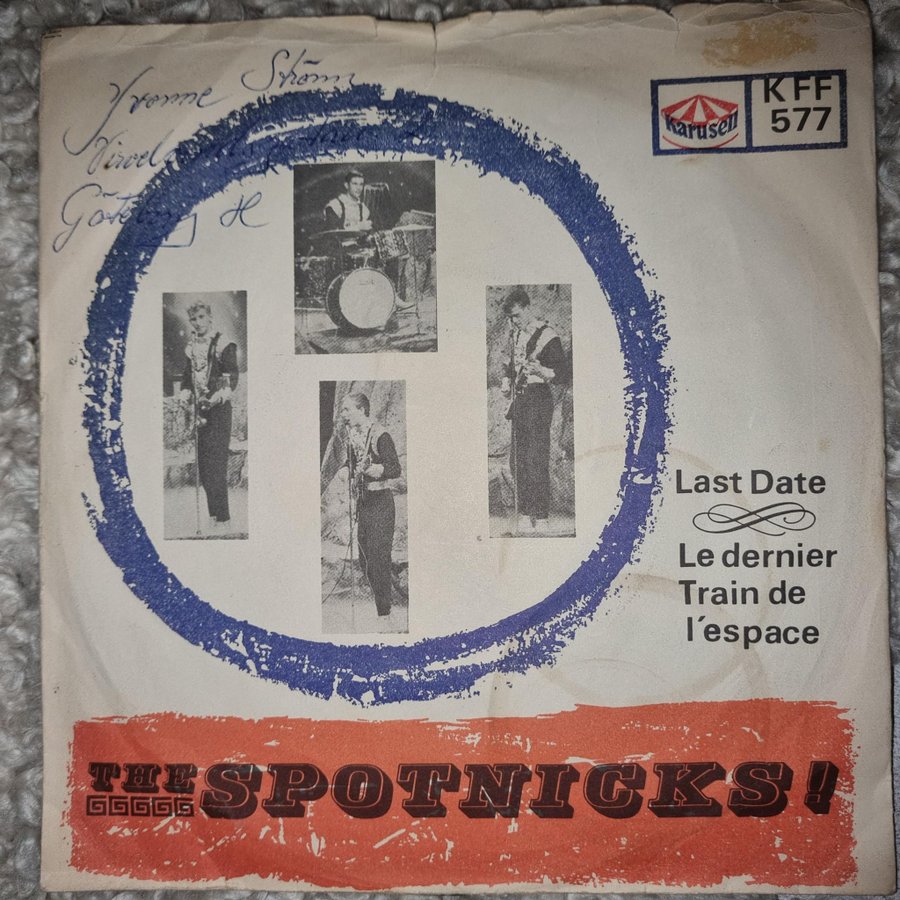 Yvonne Ström
Göteborg H
Karusell
KFF
577
Last Date
Le dernier
Train de
l'espace
THE SPOTNICKS!